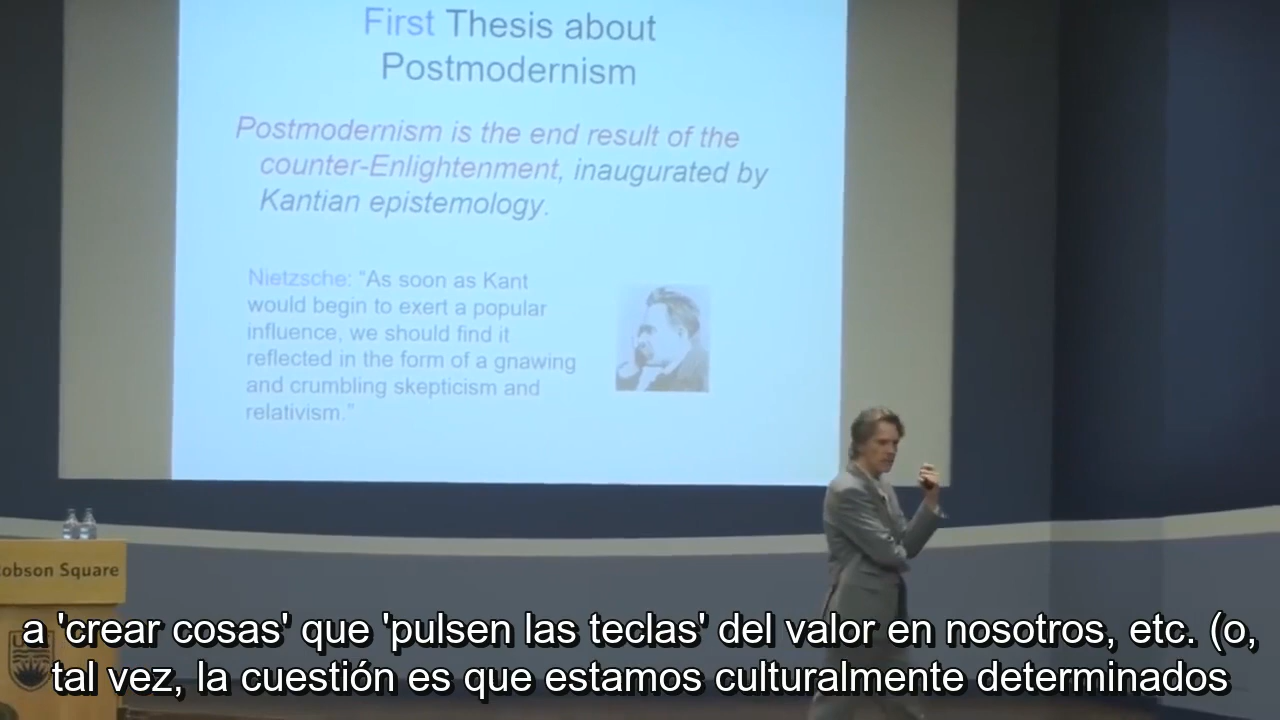 First Thesis about
Postmodernism
Postmodernism is the end result of the
counter-Enlightenment, inaugurated by
Kantian epistemology.
Nietzsche: "As soon as Kant
would begin to exert a popular
influence, we should find it
reflected in the form of a gnawing
and crumbling skepticism and
relativism."
obson Square
a 'crear cosas' que 'pulsen las teclas' del valor en nosotros, etc. (o,
tal vez, la cuestión es que estamos culturalmente determinados